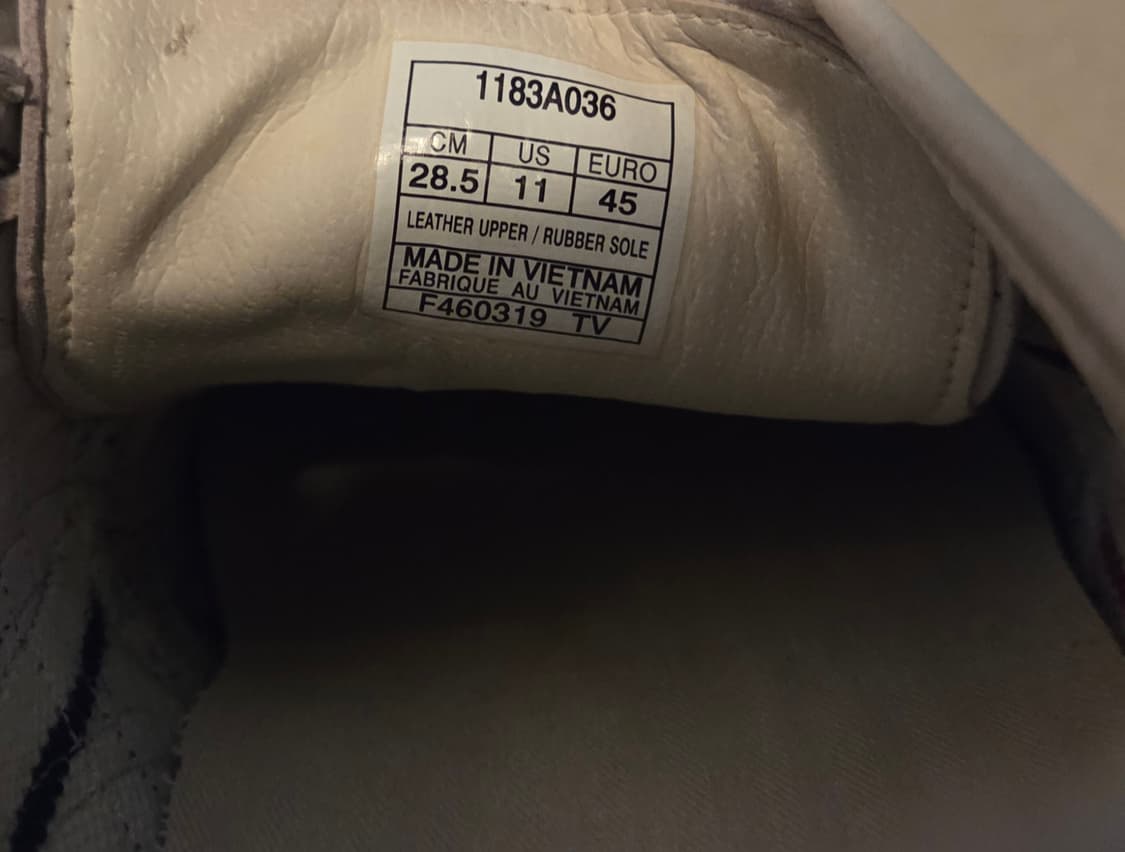 1183A036
CM US EURO
28.5 11 45
LEATHER UPPER / RUBBER SOLE
MADE IN VIETNAM
FABRIQUE AU VIETNAM
F460319 TV